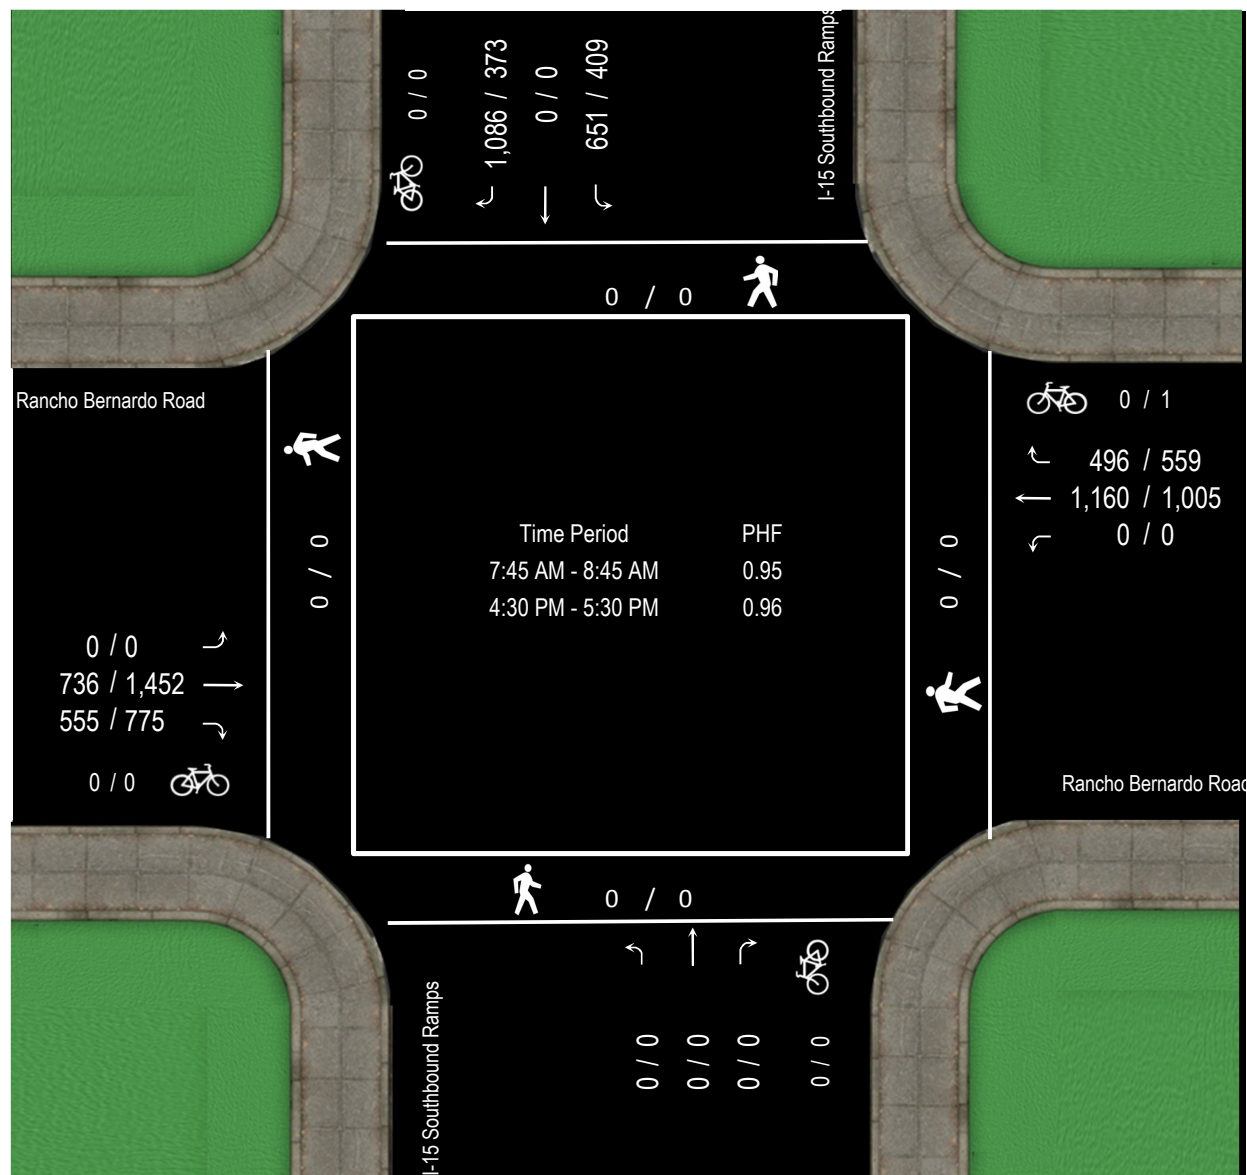 I-15 Southbound Ramps
0 / 0
1,086 / 373
0 / 0
651 / 409
0 / 0
Rancho Bernardo Road
0 / 1
496 / 559
1,160 / 1,005
0 / 0
0 / 0
0 / 0
Time Period PHF
7:45 AM - 8:45 AM 0.95
4:30 PM - 5:30 PM 0.96
0 / 0
736 / 1,452
555 / 775
0 / 0
Rancho Bernardo Road
0 / 0
I-15 Southbound Ramps
0 / 0
0 / 0
0 / 0
0 / 0